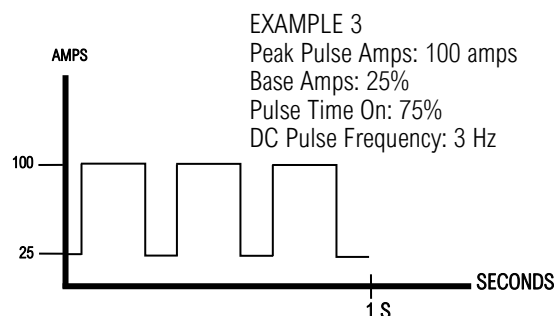 EXAMPLE 3
Peak Pulse Amps: 100 amps
Base Amps: 25%
Pulse Time On: 75%
DC Pulse Frequency: 3 Hz
AMPS
100
25
SECONDS
1 S